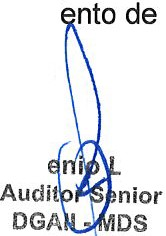 ento de
enio L
Auditor Senior
DGAI - MDS